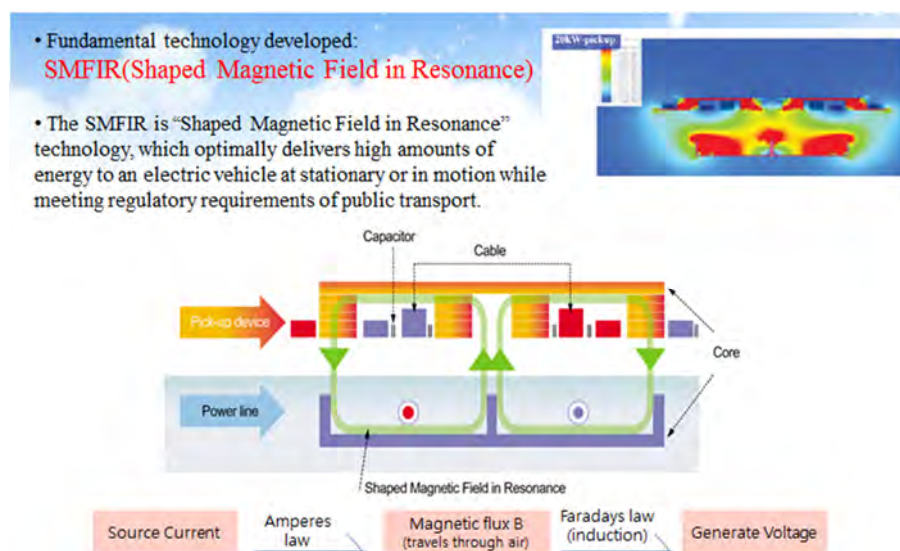 • Fundamental technology developed:
SMFIR(Shaped Magnetic Field in Resonance)
20kW-pickup
• The SMFIR is “Shaped Magnetic Field in Resonance”
technology, which optimally delivers high amounts of
energy to an electric vehicle at stationary or in motion while
meeting regulatory requirements of public transport.
Capacitor
Cable
Pick-up device
Core
Power line
Shaped Magnetic Field in Resonance
Source Current
Amperes
law
Magnetic flux B
(travels through air)
Faradays law
(induction)
Generate Voltage